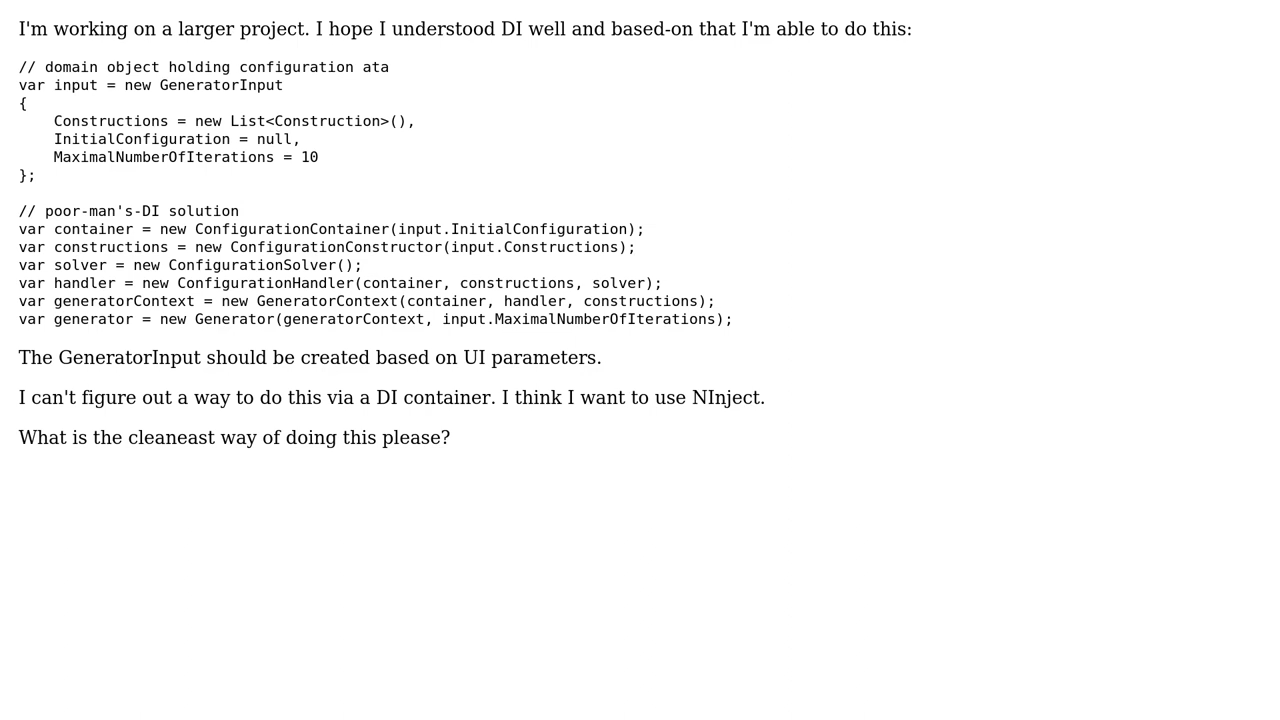 I'm working on a larger project. I hope I understood DI well and based-on that I'm able to do this:
// domain object holding configuration ata
var input = new GeneratorInput
{
    Constructions = new List<Construction>(),
    InitialConfiguration = null,
    MaximalNumberOfIterations = 10
};
// poor-man's-DI solution
var container = new ConfigurationContainer(input.InitialConfiguration);
var constructions = new ConfigurationConstructor(input.Constructions);
var solver = new ConfigurationSolver();
var handler = new ConfigurationHandler(container, constructions, solver);
var generatorContext = new GeneratorContext(container, handler, constructions);
var generator = new Generator(generatorContext, input.MaximalNumberOfIterations);
The GeneratorInput should be created based on UI parameters.
I can't figure out a way to do this via a DI container. I think I want to use NInject.
What is the cleaneast way of doing this please?